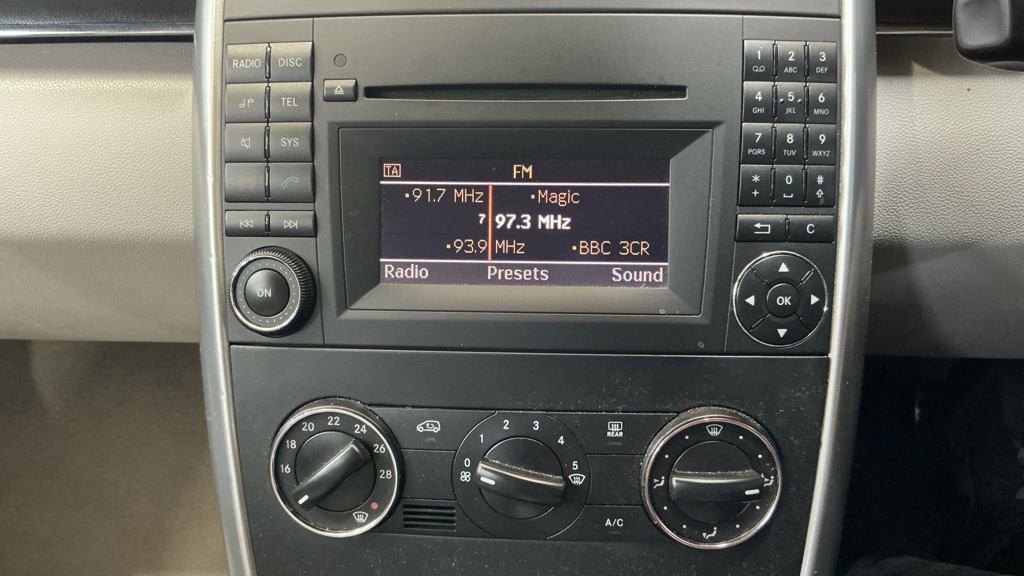 RADIO DISC
TEL
SYS
ON
TA FM
91.7 MHz Magic
7 97.3 MHz
93.9 MHz BBC 3CR
Radio Presets Sound
1 2 ABC 3 DEF
4 GHI 5 JKL 6 MNO
7 PQRS 8 TUV 9 WXYZ
* + 0 #
C
OK
16 18 20 22 24 26 28
0 1 2 3 4 5
REAR
A/C